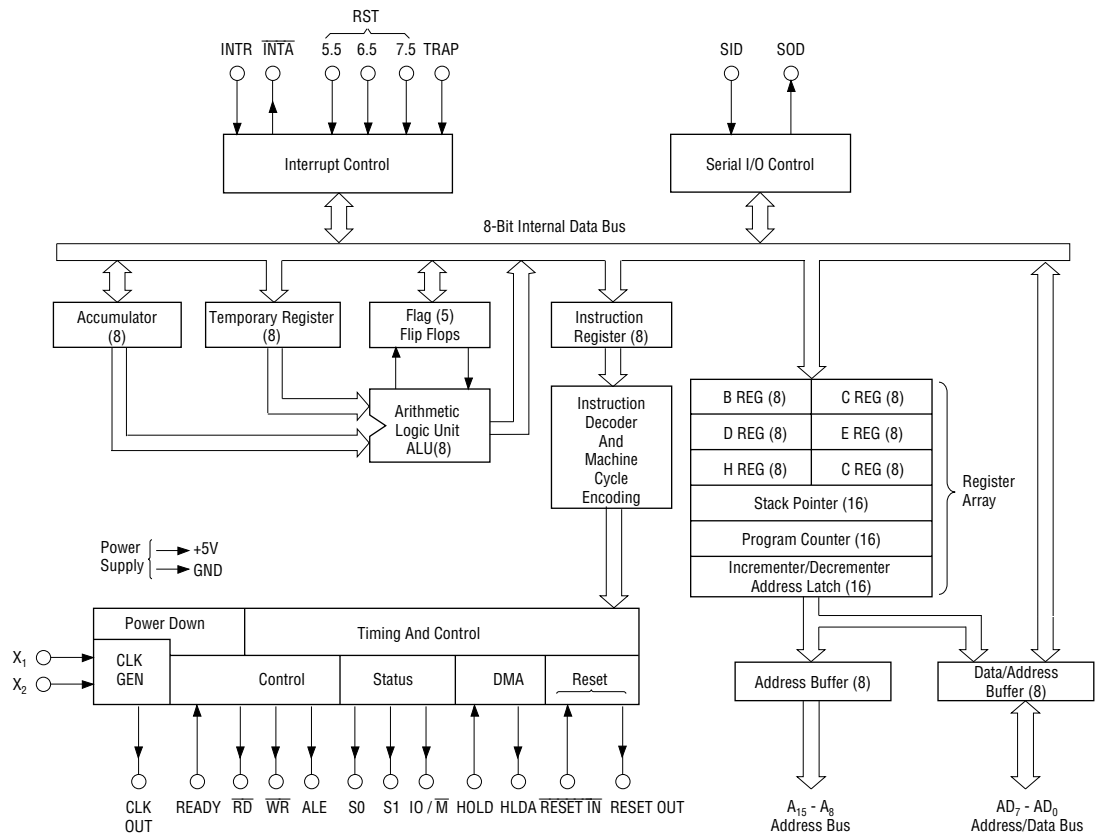 RST
INTR INTA 5.5 6.5 7.5 TRAP
SID SOD
Interrupt Control
Serial I/O Control
8-Bit Internal Data Bus
Accumulator
(8)
Temporary Register
(8)
Flag (5)
Flip Flops
Instruction
Register (8)
Arithmetic
Logic Unit
ALU(8)
Instruction
Decoder
And
Machine
Cycle
Encoding
B REG (8) C REG (8)
D REG (8) E REG (8)
H REG (8) C REG (8)
Stack Pointer (16)
Program Counter (16)
Incrementer/Decrementer
Address Latch (16)
Register
Array
Power
Supply
+5V
GND
Power Down
Timing And Control
X1
X2
CLK
GEN
Control Status DMA Reset
Address Buffer (8)
Data/Address
Buffer (8)
CLK
OUT
READY RD WR ALE S0 S1 IO / M HOLD HLDA RESET IN RESET OUT
A15 - A8
Address Bus
AD7 - AD0
Address/Data Bus